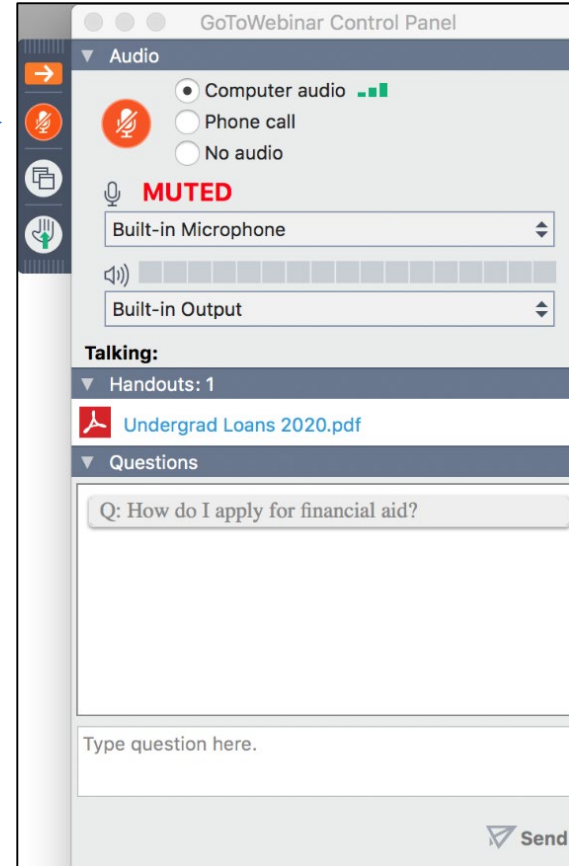 GoToWebinar Control Panel
Audio
Computer audio
Phone call
No audio
MUTED
Built-in Microphone
Built-in Output
Talking:
Handouts: 1
Undergrad Loans 2020.pdf
Questions
Q: How do I apply for financial aid?
Type question here.
Send